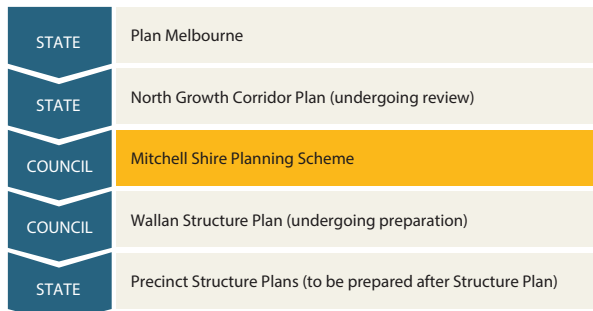 STATE
Plan Melbourne
STATE
North Growth Corridor Plan (undergoing review)
COUNCIL
Mitchell Shire Planning Scheme
COUNCIL
Wallan Structure Plan (undergoing preparation)
STATE
Precinct Structure Plans (to be prepared after Structure Plan)